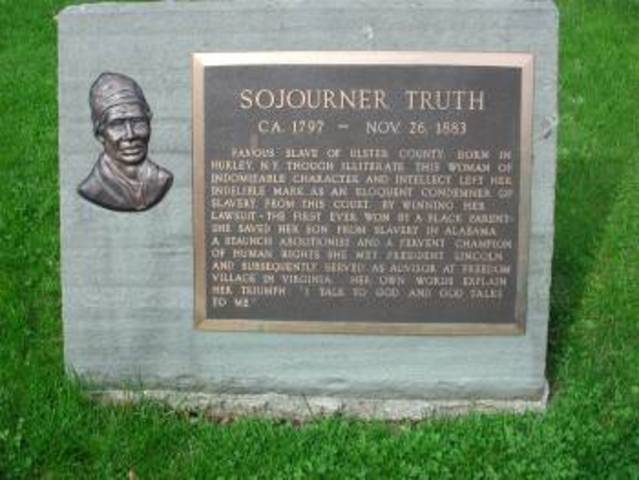 SOJOURNER TRUTH
CA. 1797 - NOV. 26, 1883
FAMOUS SLAVE OF ULSTER COUNTY. BORN IN
HURLEY, N.Y. THOUGH ILLITERATE, THIS WOMAN OF
INDOMITABLE CHARACTER AND INTELLECT LEFT HER
INDELIBLE MARK AS AN ELOQUENT CONDEMNER OF
SLAVERY. FROM THIS COURT, BY WINNING HER
LAWSUIT - THE FIRST EVER WON BY A BLACK PARENT-
SHE SAVED HER SON FROM SLAVERY IN ALABAMA.
A STAUNCH ABOLITIONIST AND A FERVENT CHAMPION
OF HUMAN RIGHTS SHE MET PRESIDENT LINCOLN
AND SUBSEQUENTLY SERVED AS ADVISOR AT FREEDOM
VILLAGE IN VIRGINIA. HER OWN WORDS EXPLAIN
HER TRIUMPH "I TALK TO GOD AND GOD TALKS
TO ME"